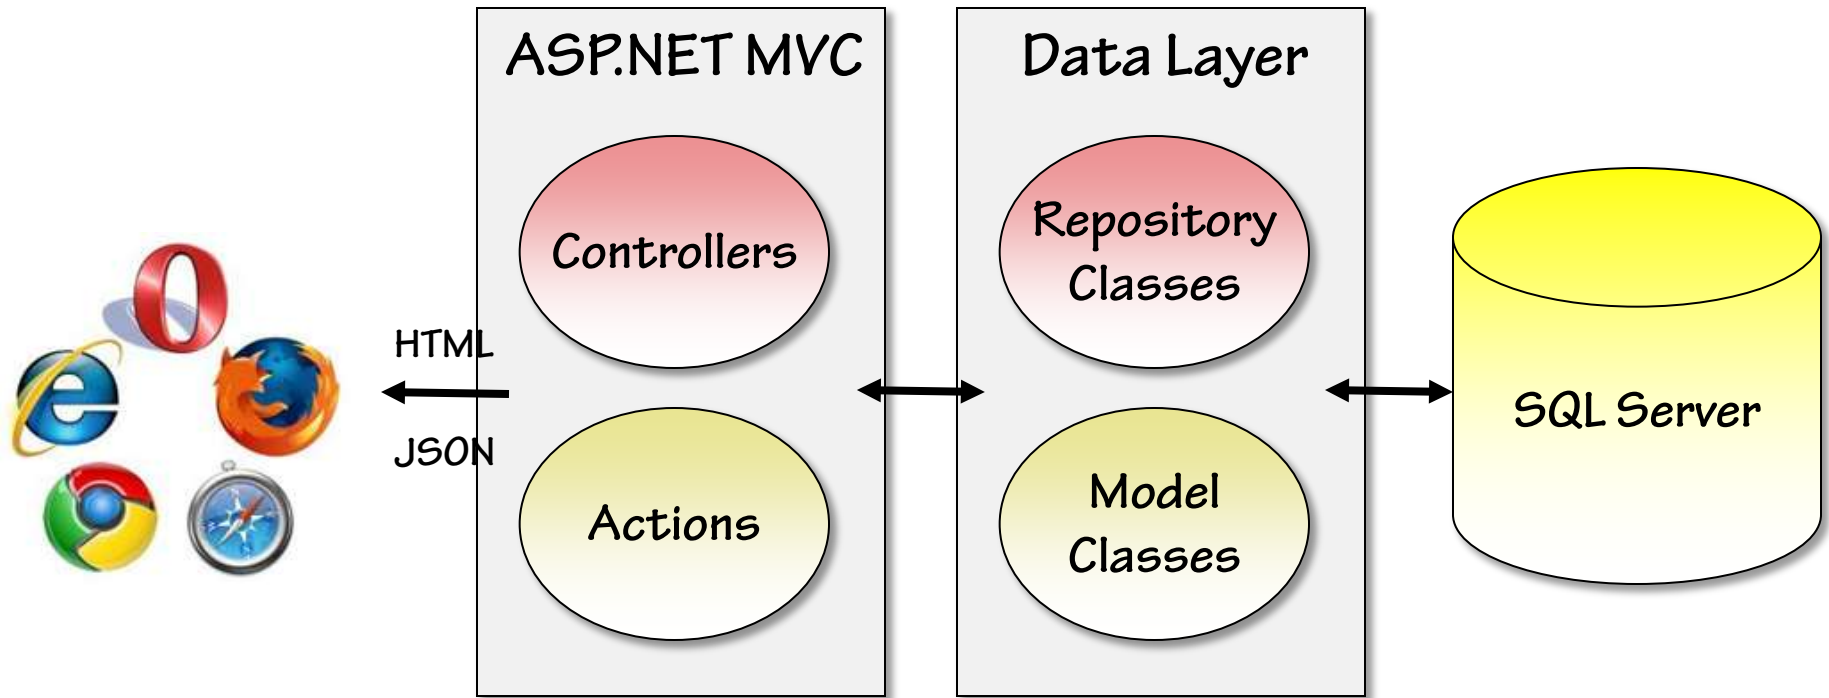 ASP.NET MVC
Data Layer
Controllers
Repository
Classes
HTML
JSON
SQL Server
Actions
Model
Classes